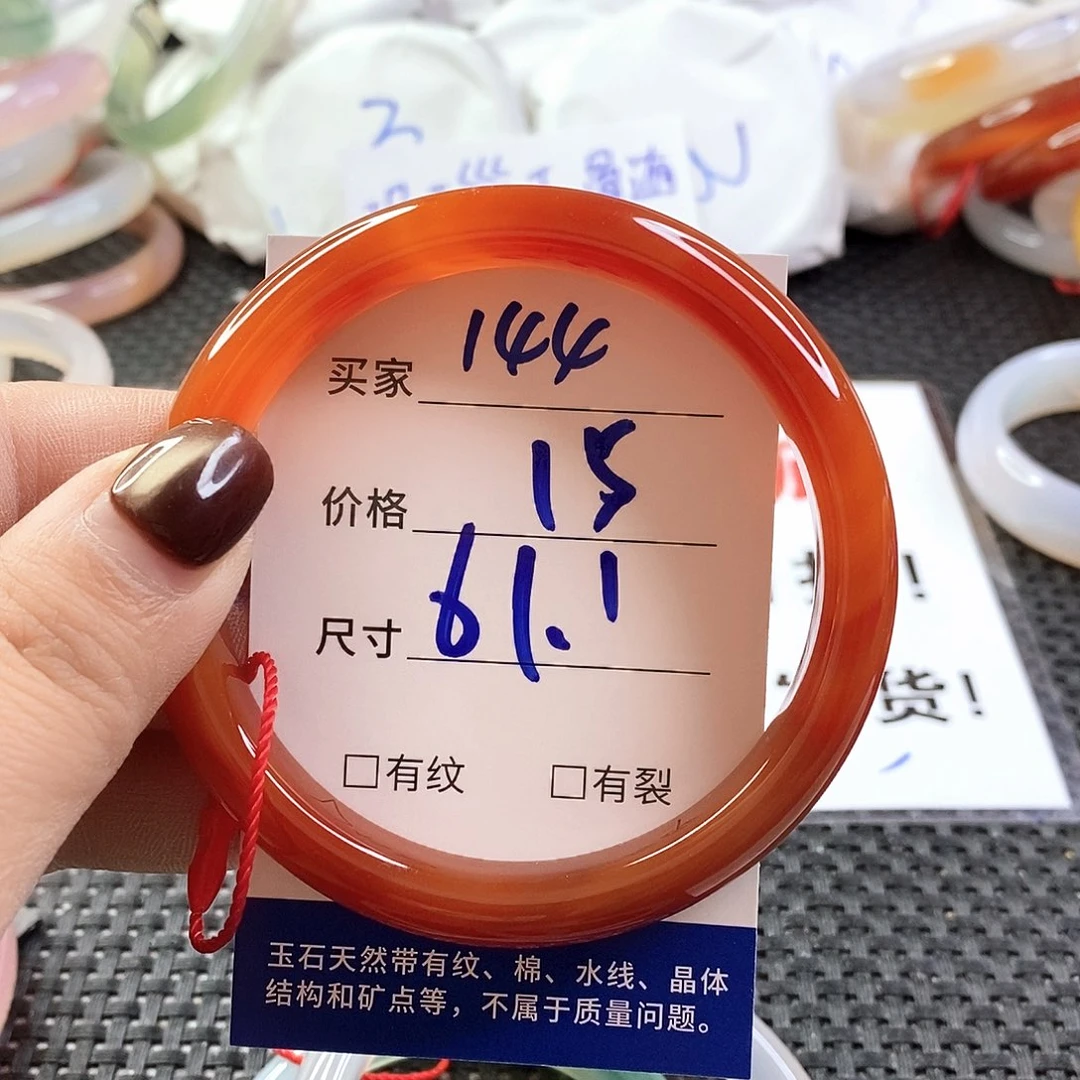 买家 144
价格 15
尺寸 61.1
□有纹 □有裂
玉石天然带有纹、棉、水线、晶体
结构和矿点等，不属于质量问题。
!
货!